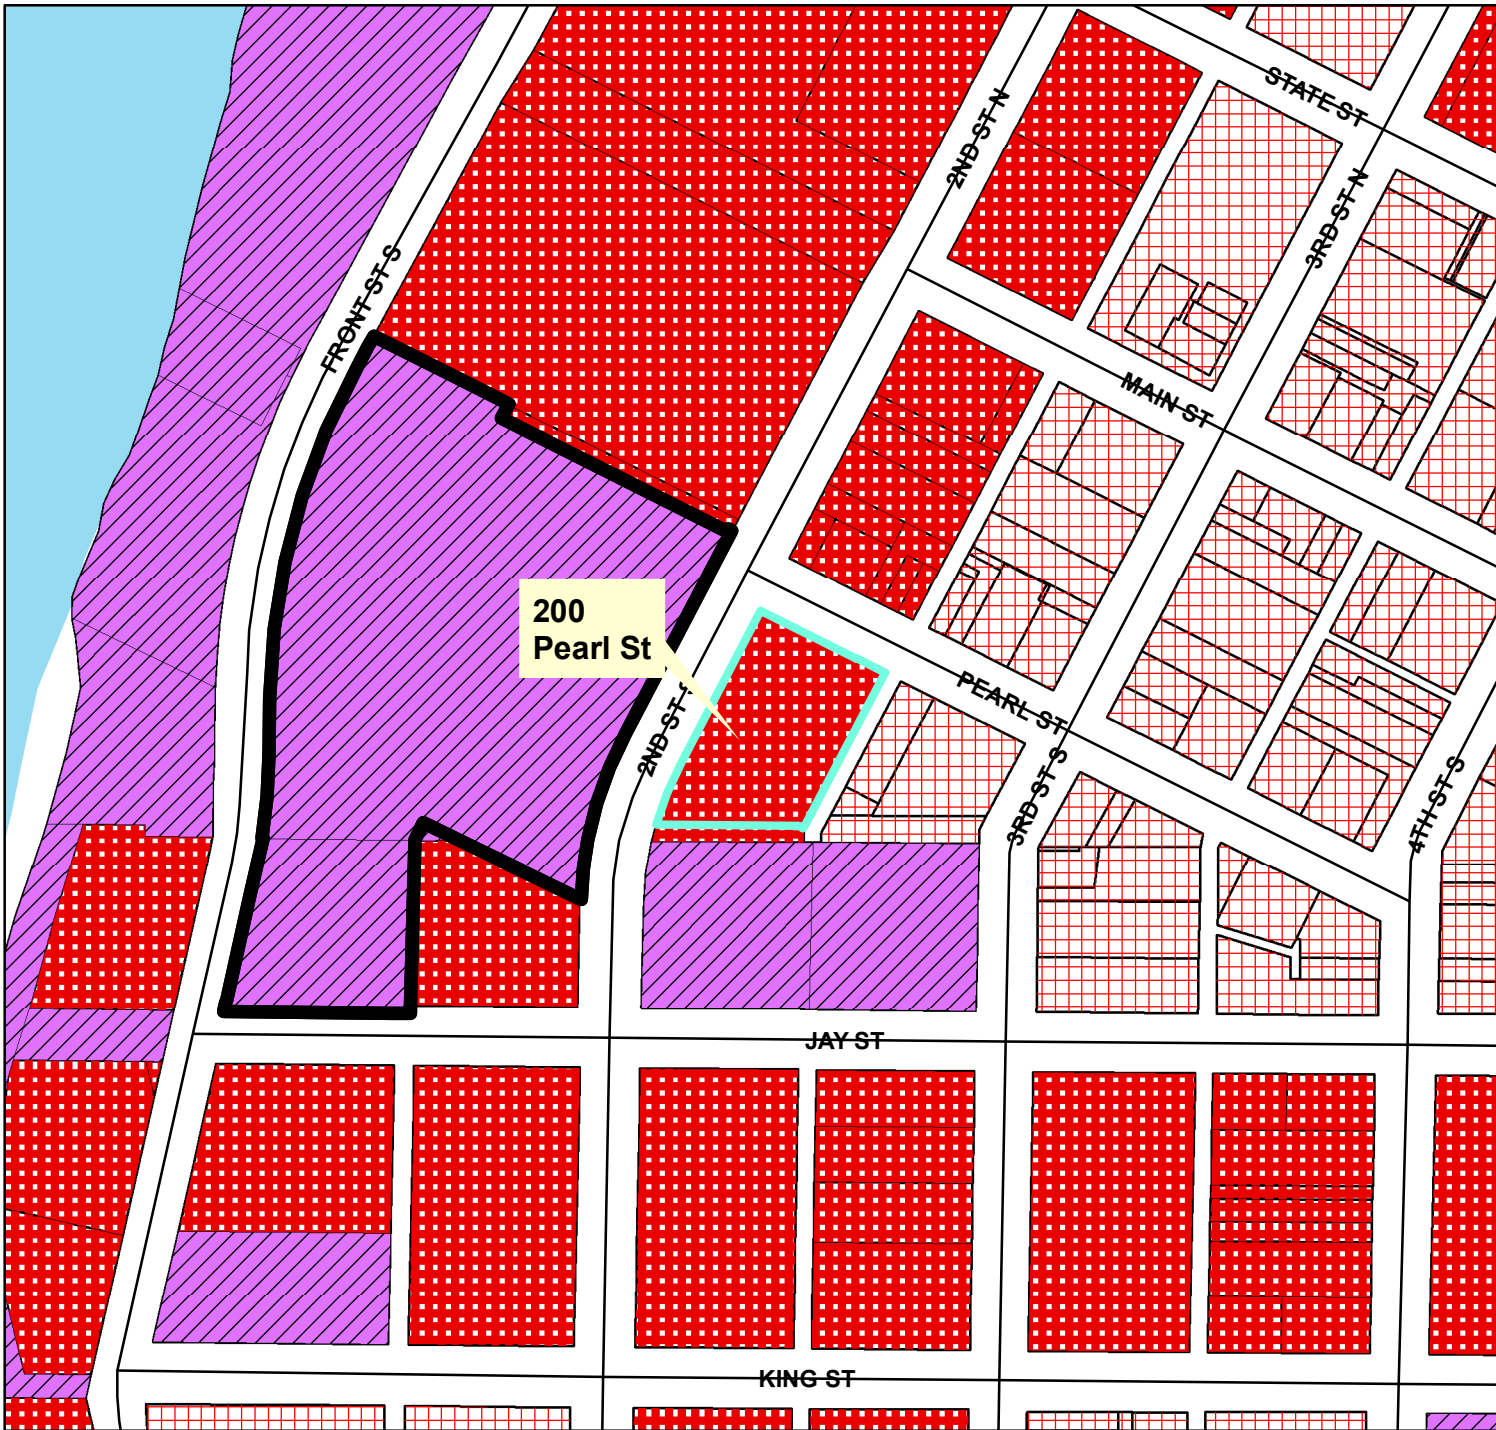 STATE ST
2ND ST N
3RD ST N
FRONT ST S
MAIN ST
200
Pearl St
PEARL ST
2ND ST S
3RD ST S
4TH ST S
JAY ST
KING ST